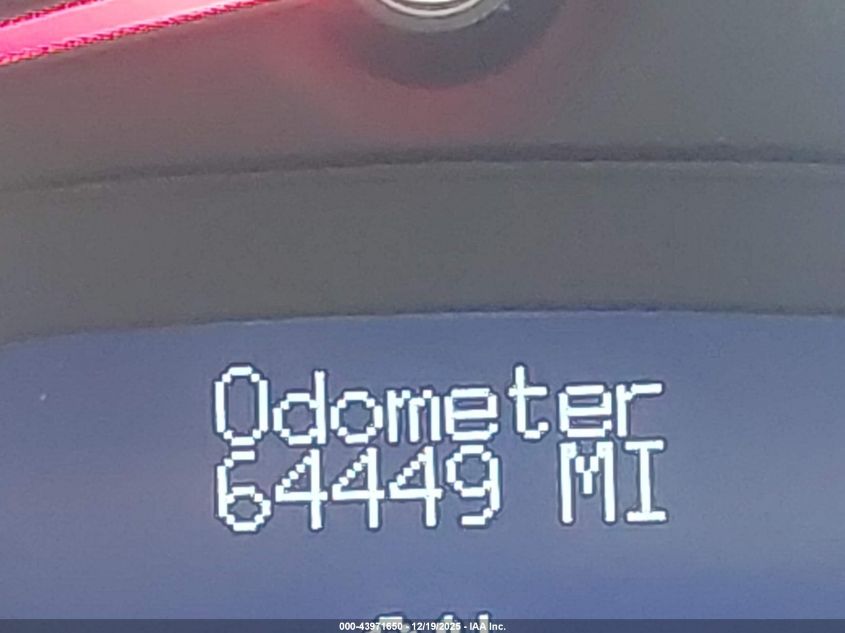 Odometer
64449 MI
000-43971650 - 12/19/2025 - IAA Inc.